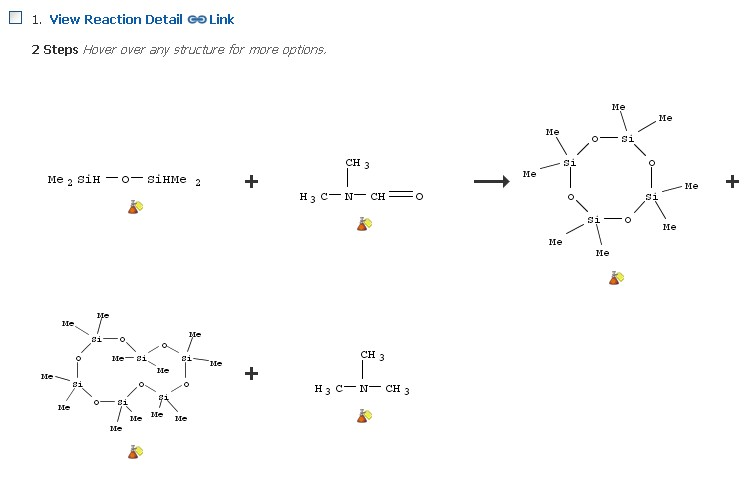 1. View Reaction Detail Link
2 Steps Hover over any structure for more options.
Me 2 SiH — O — SiHMe 2
+
CH 3
H 3 C — N — CH = O
Me
Me
Me
O
Si
Me
Si
O
Me
O
Si
Me
Si
O
Me
Me
+
Me
Me
Si
O
O
Me
Me
Si
Si
Me
O
Me
Me
Si
O
O
Me
O
Si
Si
Me
Me
Me
Me
+
CH 3
H 3 C — N — CH 3